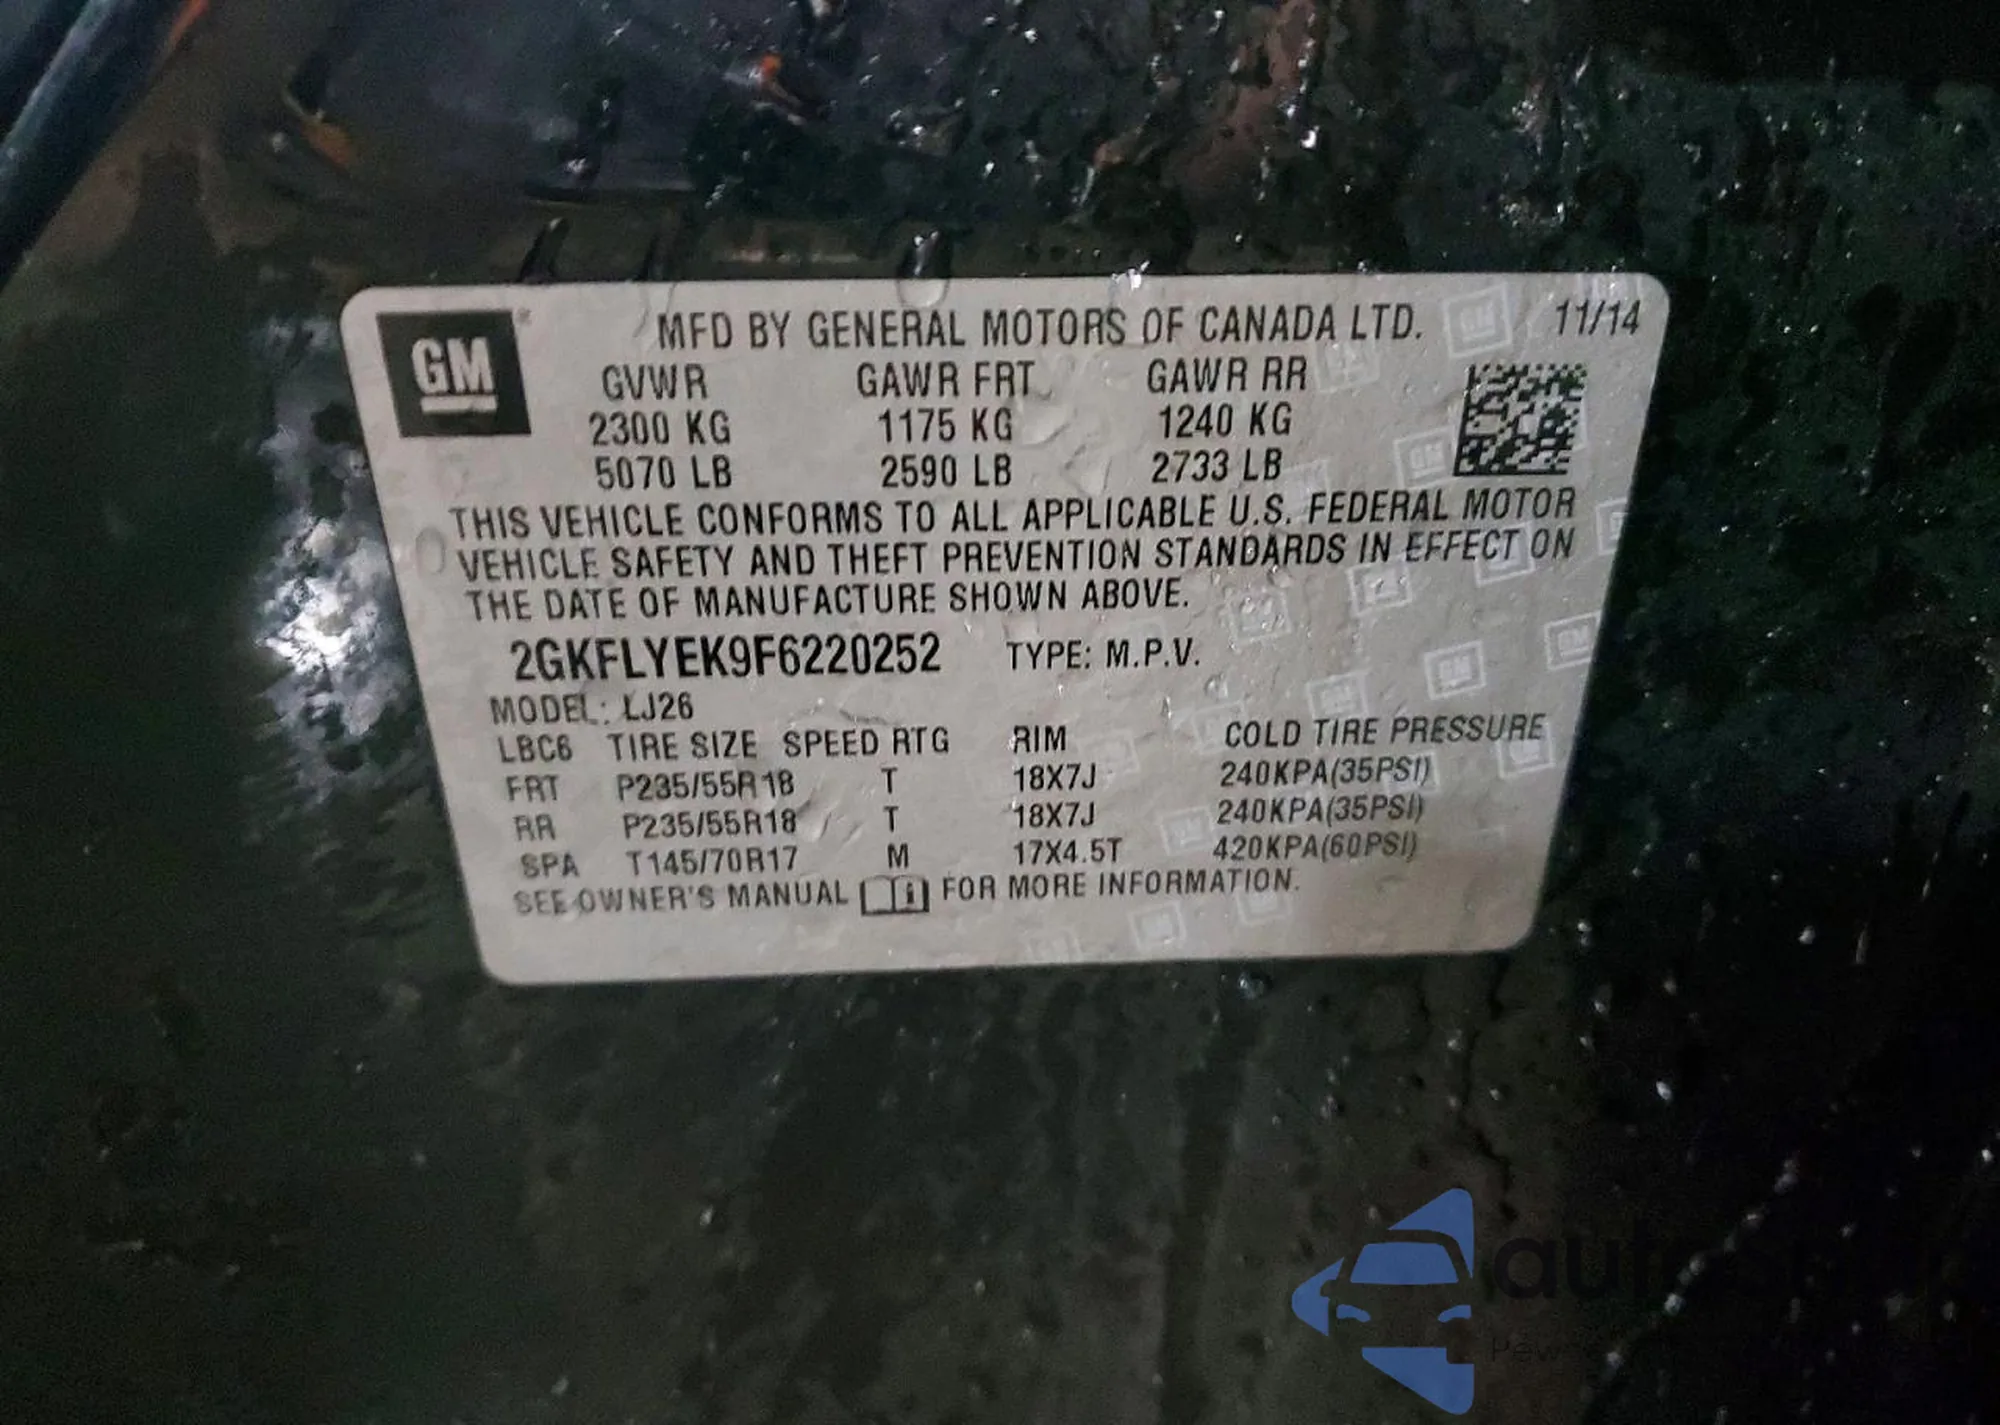 GM
MFD BY GENERAL MOTORS OF CANADA LTD. 11/14
GVWR GAWR FRT GAWR RR
2300 KG 1175 KG 1240 KG
5070 LB 2590 LB 2733 LB
THIS VEHICLE CONFORMS TO ALL APPLICABLE U.S. FEDERAL MOTOR
VEHICLE SAFETY AND THEFT PREVENTION STANDARDS IN EFFECT ON
THE DATE OF MANUFACTURE SHOWN ABOVE.
2GKFLYEK9F6220252 TYPE: M.P.V.
MODEL: LJ26
LBC6 TIRE SIZE SPEED RTG RIM COLD TIRE PRESSURE
FRT P235/55R18 T 18X7J 240KPA(35PSI)
RR P235/55R18 T 18X7J 240KPA(35PSI)
SPA T145/70R17 M 17X4.5T 420KPA(60PSI)
SEE OWNER'S MANUAL FOR MORE INFORMATION.